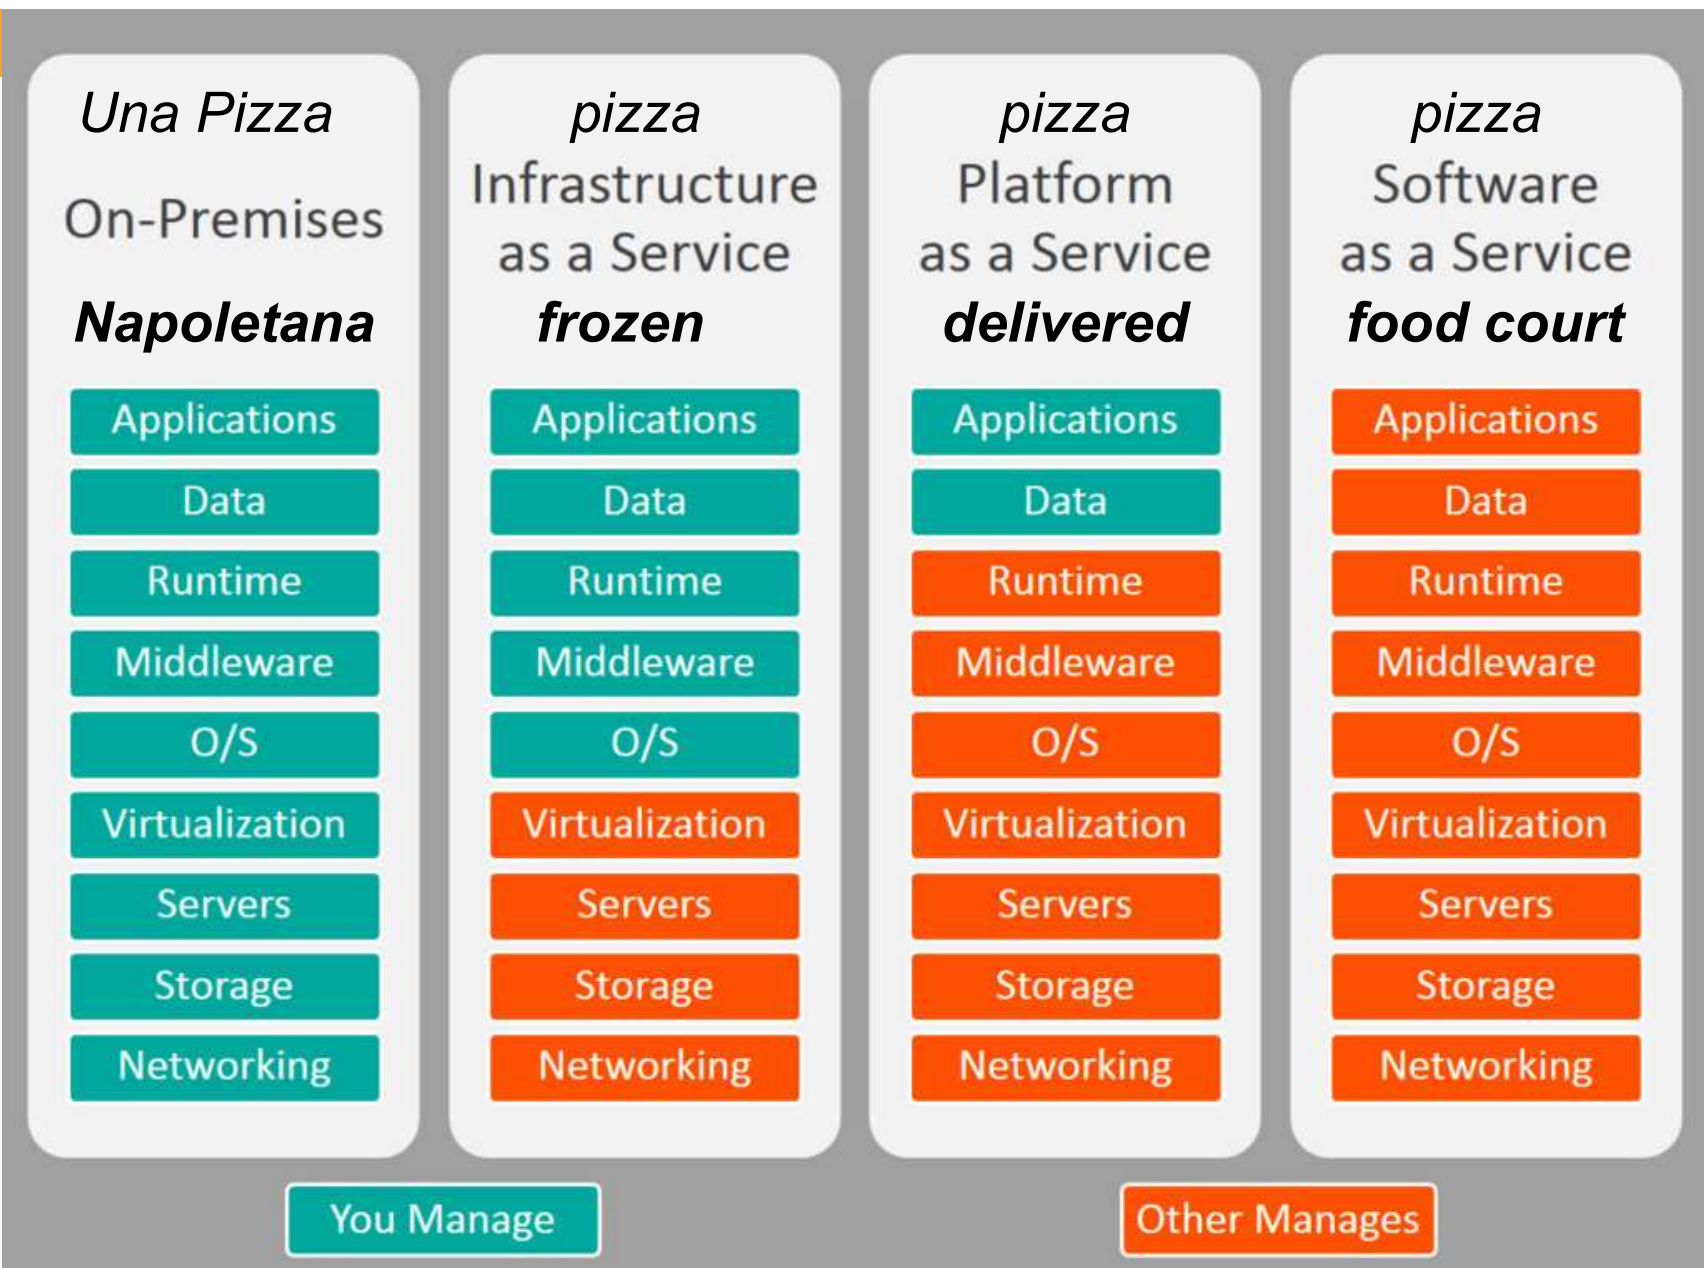 Una Pizza
On-Premises
Napoletana
Applications
Data
Runtime
Middleware
O/S
Virtualization
Servers
Storage
Networking
pizza
Infrastructure
as a Service
frozen
Applications
Data
Runtime
Middleware
O/S
Virtualization
Servers
Storage
Networking
pizza
Platform
as a Service
delivered
Applications
Data
Runtime
Middleware
O/S
Virtualization
Servers
Storage
Networking
pizza
Software
as a Service
food court
Applications
Data
Runtime
Middleware
O/S
Virtualization
Servers
Storage
Networking
You Manage
Other Manages